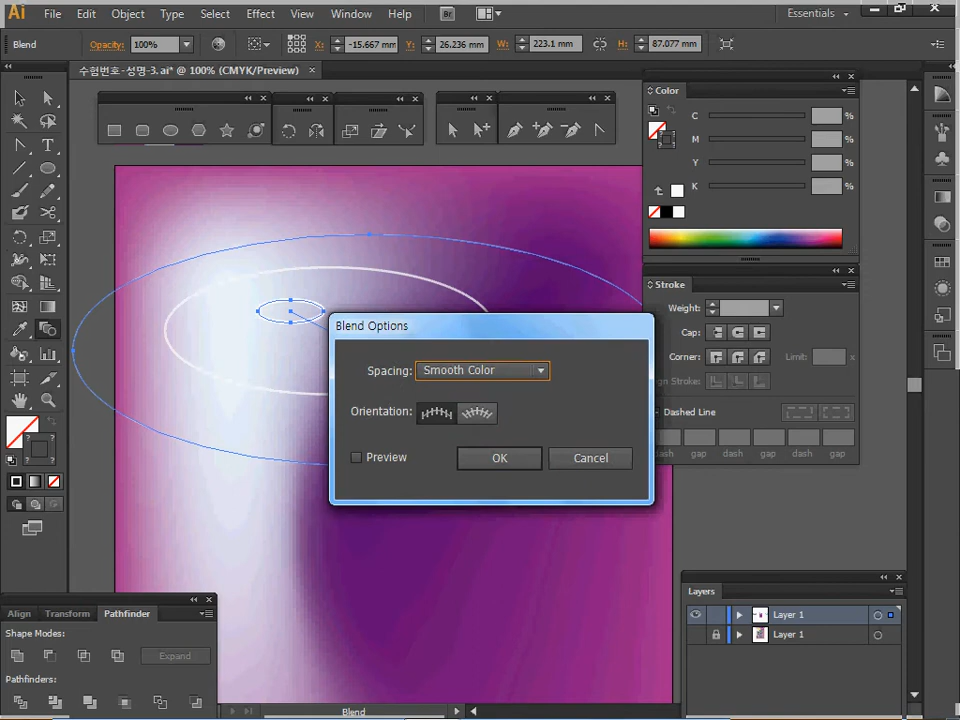 Ai File Edit Object Type Select Effect View Window Help Br Essentials
Blend Opacity: 100% X: -15.667 mm Y: 26.236 mm W: 223.1 mm H: 87.077 mm
수험번호-성명-3.ai* @ 100% (CMYK/Preview) ×
Color
C %
M %
Y %
K %
Stroke
Weight:
Cap:
Corner: Limit: x
Align Stroke:
Dashed Line
dash gap dash gap dash gap
Blend Options
Spacing: Smooth Color
Orientation:
Preview OK Cancel
Layers
Layer 1
Layer 1
Align Transform Pathfinder
Shape Modes:
Expand
Pathfinders:
Blend